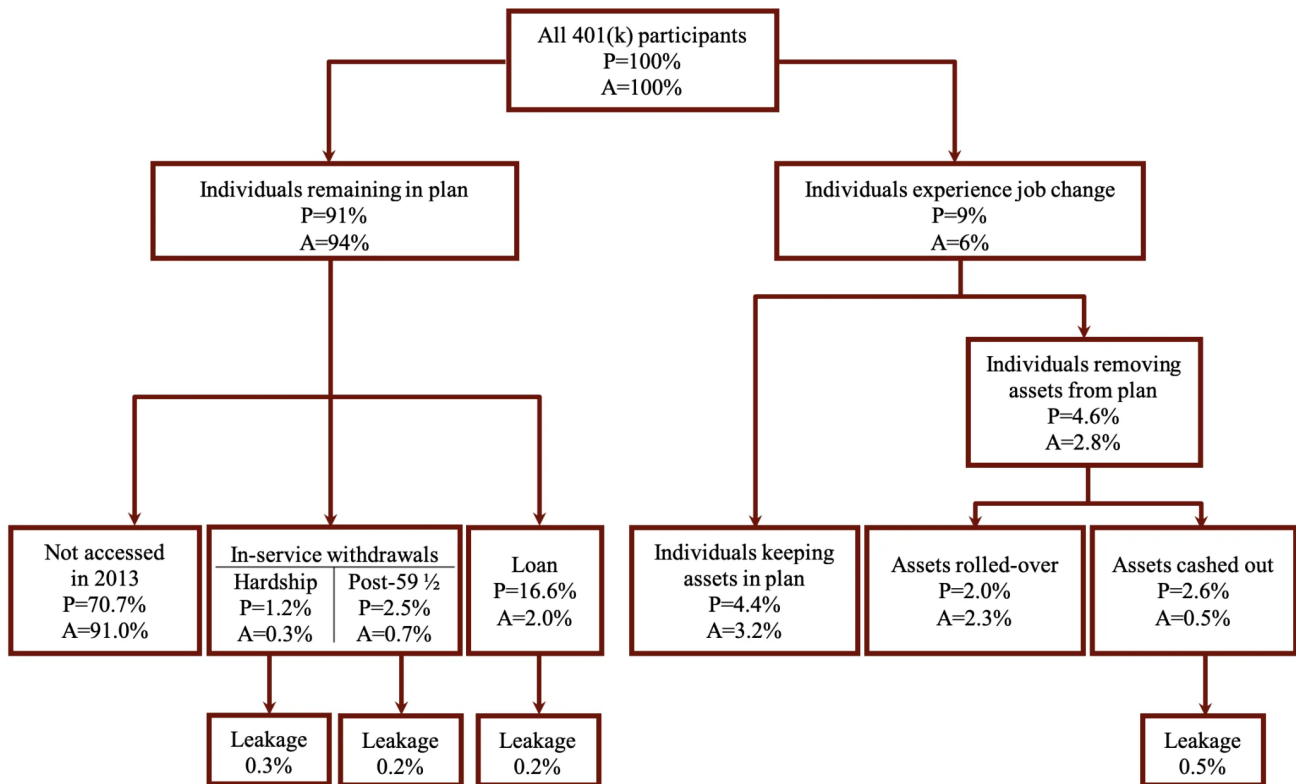 All 401(k) participants
P=100%
A=100%
Individuals remaining in plan
P=91%
A=94%
Individuals experience job change
P=9%
A=6%
Individuals removing
assets from plan
P=4.6%
A=2.8%
Not accessed
in 2013
P=70.7%
A=91.0%
In-service withdrawals
Hardship
P=1.2%
A=0.3%
Post-59 ½
P=2.5%
A=0.7%
Loan
P=16.6%
A=2.0%
Individuals keeping
assets in plan
P=4.4%
A=3.2%
Assets rolled-over
P=2.0%
A=2.3%
Assets cashed out
P=2.6%
A=0.5%
Leakage
0.3%
Leakage
0.2%
Leakage
0.2%
Leakage
0.5%